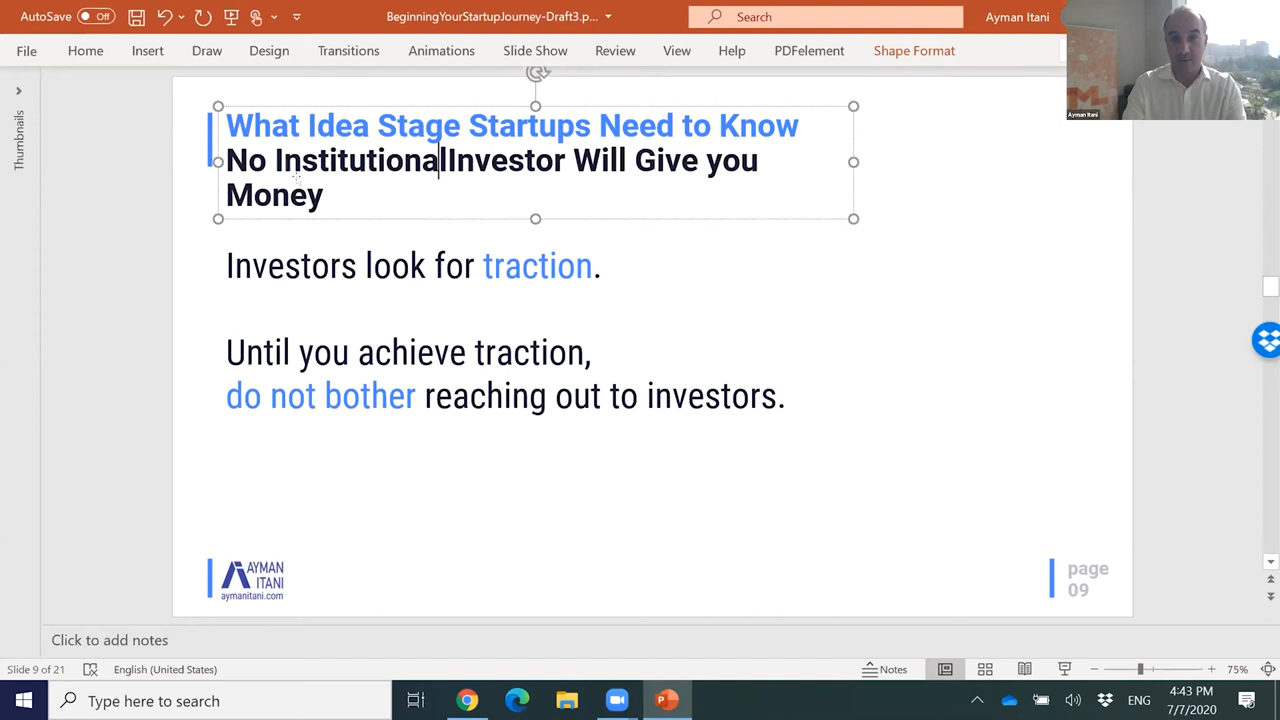 AutoSave Off
BeginningYourStartupJourney-Draft3.p...
Search
Ayman Itani
File Home Insert Draw Design Transitions Animations Slide Show Review View Help PDFelement Shape Format
Ayman Itani
Thumbnails
What Idea Stage Startups Need to Know
No InstitutionalInvestor Will Give you
Money
Investors look for traction.
Until you achieve traction,
do not bother reaching out to investors.
AYMAN
ITANI
aymanitani.com
page
09
Click to add notes
Slide 9 of 21 English (United States) Notes 75%
Type here to search
ENG
4:43 PM
7/7/2020